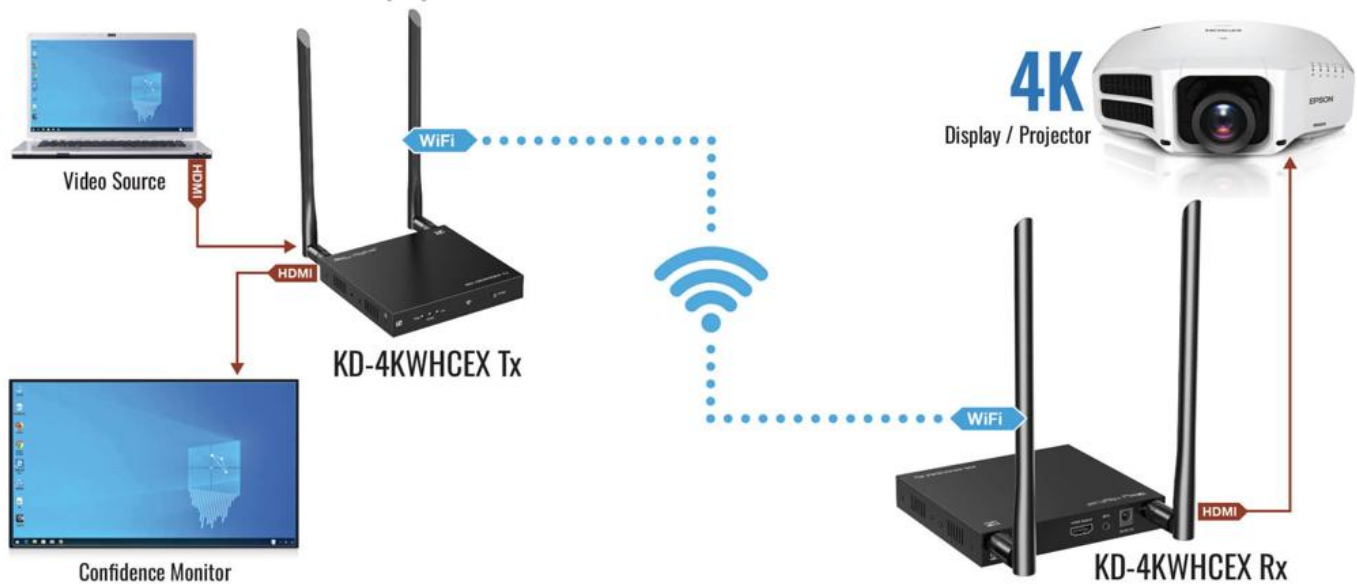 4K
Display / Projector
EPSON
WiFi
HDMI
Video Source
HDMI
KD-4KWHCEX Tx
WiFi
HDMI
Confidence Monitor
KD-4KWHCEX Rx